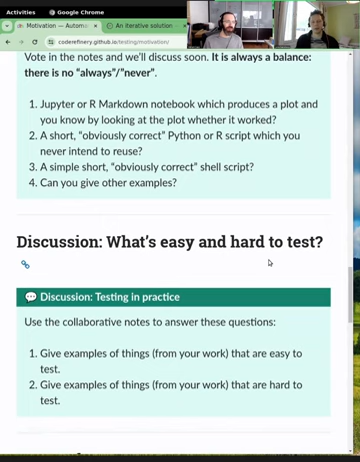 Activities
Google Chrome
Motivation — Autom
An iterative solution -
coderefinery.github.io/testing/motivation/
Vote in the notes and we'll discuss soon. It is always a balance:
there is no "always"/"never".
1. Jupyter or R Markdown notebook which produces a plot and
you know by looking at the plot whether it worked?
2. A short, "obviously correct" Python or R script which you
never intend to reuse?
3. A simple short, "obviously correct" shell script?
4. Can you give other examples?
Discussion: What's easy and hard to test?
Discussion: Testing in practice
Use the collaborative notes to answer these questions:
1. Give examples of things (from your work) that are easy to
test.
2. Give examples of things (from your work) that are hard to
test.